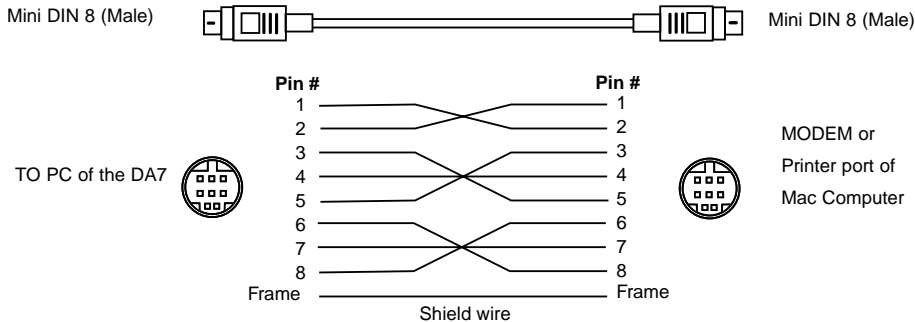 Mini DIN 8 (Male) Mini DIN 8 (Male)
Pin # Pin #
1 1
2 2
3 3
4 4
5 5
6 6
7 7
8 8
Frame Frame
Shield wire
TO PC of the DA7
MODEM or
Printer port of
Mac Computer